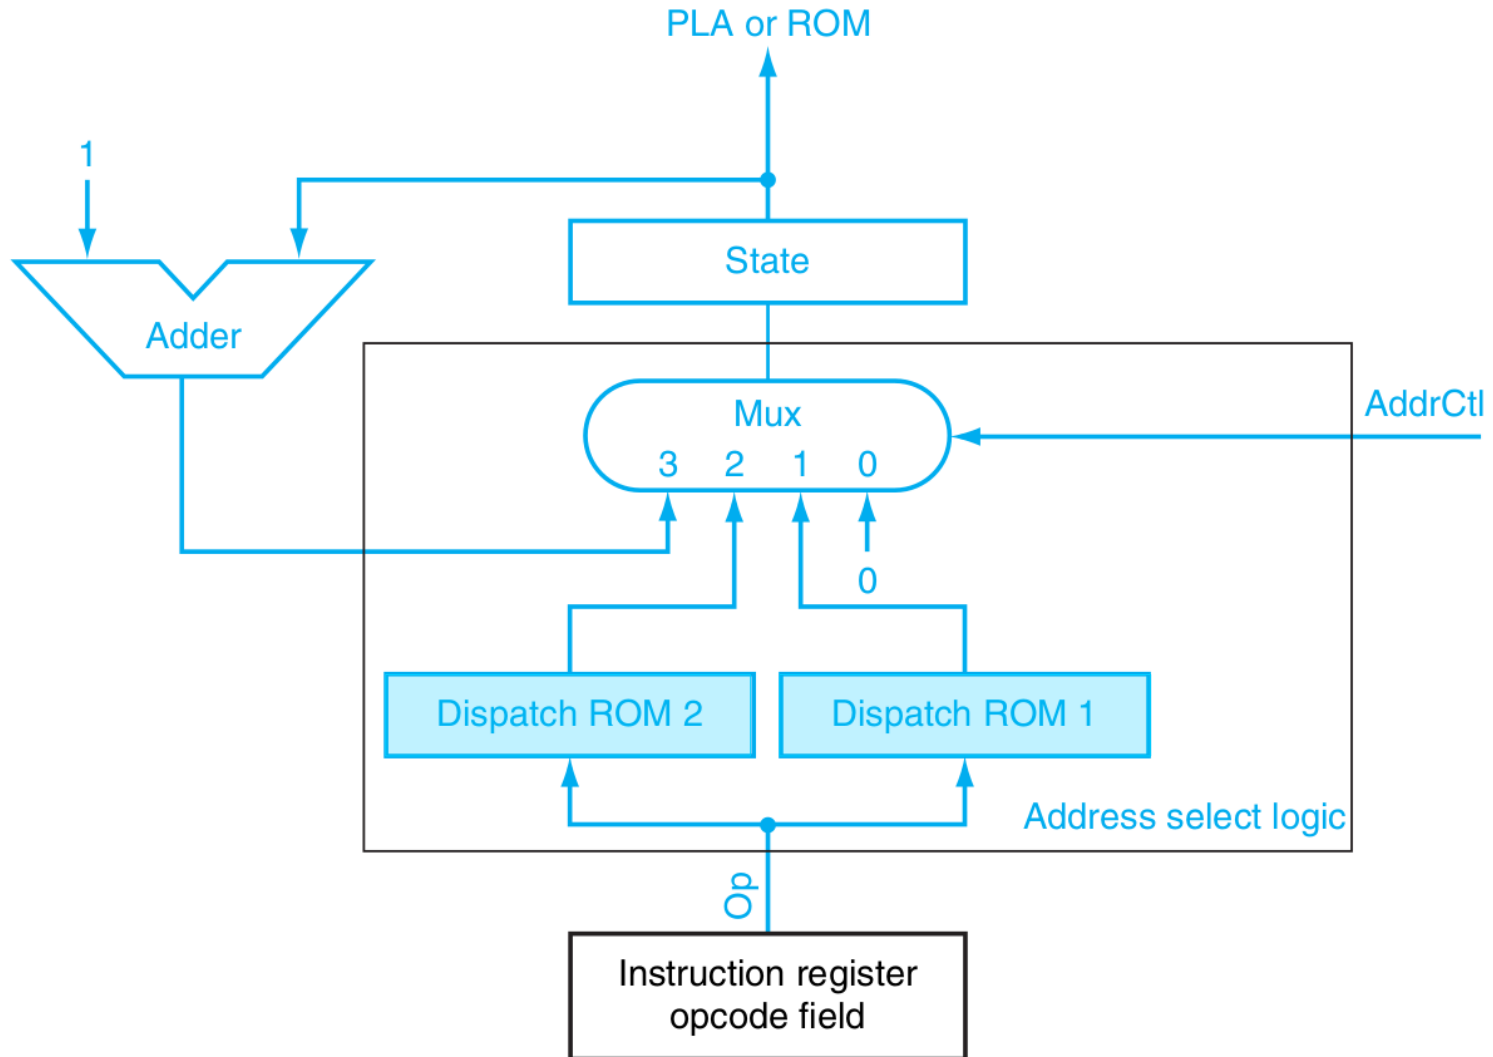 PLA or ROM
1
State
Adder
Mux
AddrCtl
3 2 1 0
0
Dispatch ROM 2
Dispatch ROM 1
Address select logic
Op
Instruction register
opcode field